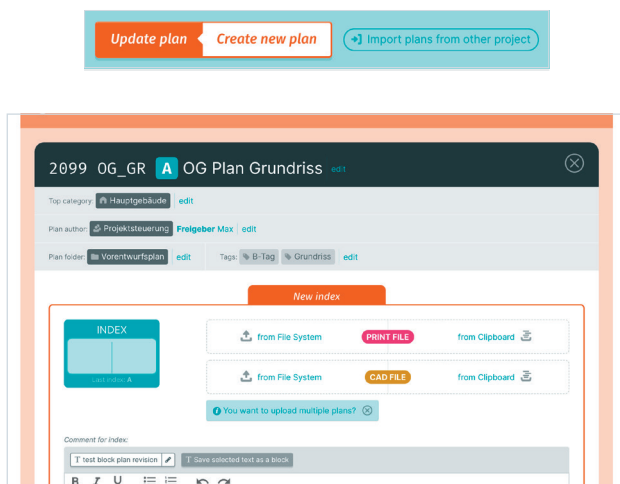 Update plan Create new plan Import plans from other project
2099 OG_GR A OG Plan Grundriss edit
Top category: Hauptgebäude edit
Plan author: Projektsteuerung Freigeber Max edit
Plan folder: Vorentwurfsplan edit Tags: B-Tag Grundriss edit
New index
INDEX
Last index: A
from File System PRINT FILE from Clipboard
from File System CAD FILE from Clipboard
You want to upload multiple plans?
Comment for index:
T test block plan revision T Save selected text as a block
B I U